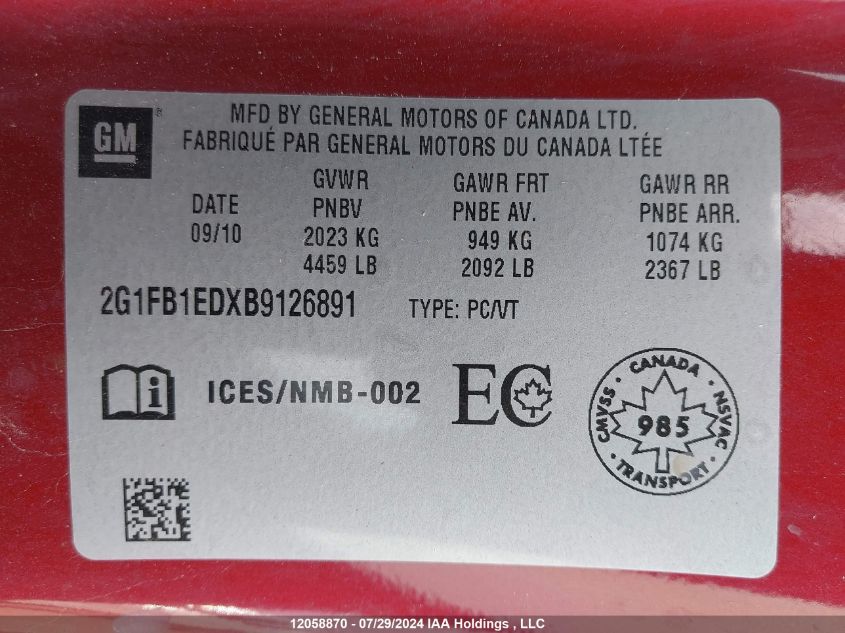 GM®
MFD BY GENERAL MOTORS OF CANADA LTD.
FABRIQUÉ PAR GENERAL MOTORS DU CANADA LTÉE
GVWR GAWR FRT GAWR RR
DATE PNBV PNBE AV. PNBE ARR.
09/10 2023 KG 949 KG 1074 KG
4459 LB 2092 LB 2367 LB
2G1FB1EDXB9126891 TYPE: PC/VT
i ICES/NMB-002 EC
CMVSS · CANADA · NSVAC · TRANSPORT ·
985
12058870 - 07/29/2024 IAA Holdings , LLC